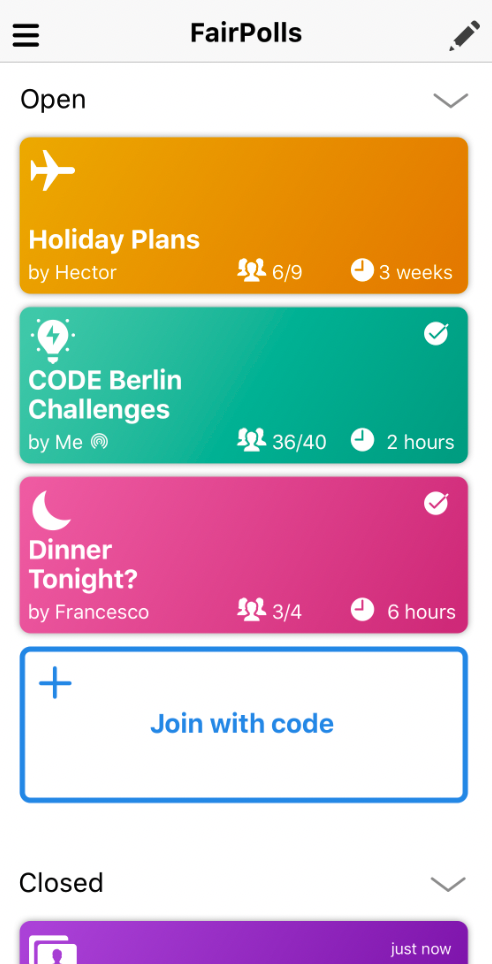 FairPolls
Open
Holiday Plans
by Hector 6/9 3 weeks
CODE Berlin
Challenges
by Me 36/40 2 hours
Dinner
Tonight?
by Francesco 3/4 6 hours
Join with code
Closed
just now